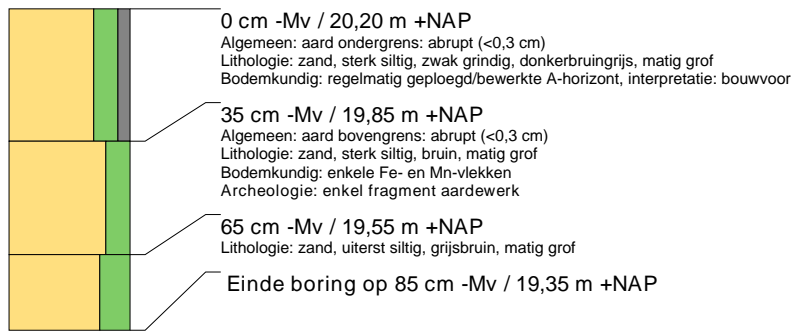 0 cm -Mv / 20,20 m +NAP
Algemeen: aard ondergrens: abrupt (<0,3 cm)
Lithologie: zand, sterk siltig, zwak grindig, donkerbruingrijs, matig grof
Bodemkundig: regelmatig geploegd/bewerkte A-horizont, interpretatie: bouwvoor
35 cm -Mv / 19,85 m +NAP
Algemeen: aard bovengrens: abrupt (<0,3 cm)
Lithologie: zand, sterk siltig, bruin, matig grof
Bodemkundig: enkele Fe- en Mn-vlekken
Archeologie: enkel fragment aardewerk
65 cm -Mv / 19,55 m +NAP
Lithologie: zand, uiterst siltig, grijsbruin, matig grof
Einde boring op 85 cm -Mv / 19,35 m +NAP